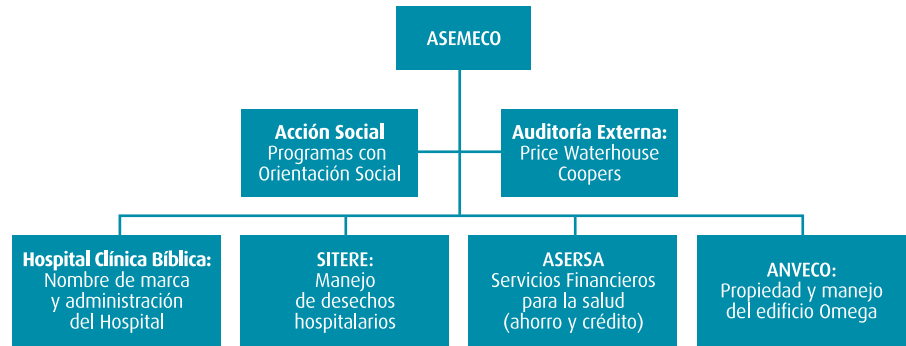 ASEMECO
Acción Social
Programas con
Orientación Social
Auditoría Externa:
Price Waterhouse
Coopers
Hospital Clínica Bíblica:
Nombre de marca
y administración
del Hospital
SITERE:
Manejo
de desechos
hospitalarios
ASERSA
Servicios Financieros
para la salud
(ahorro y crédito)
ANVECO:
Propiedad y manejo
del edificio Omega